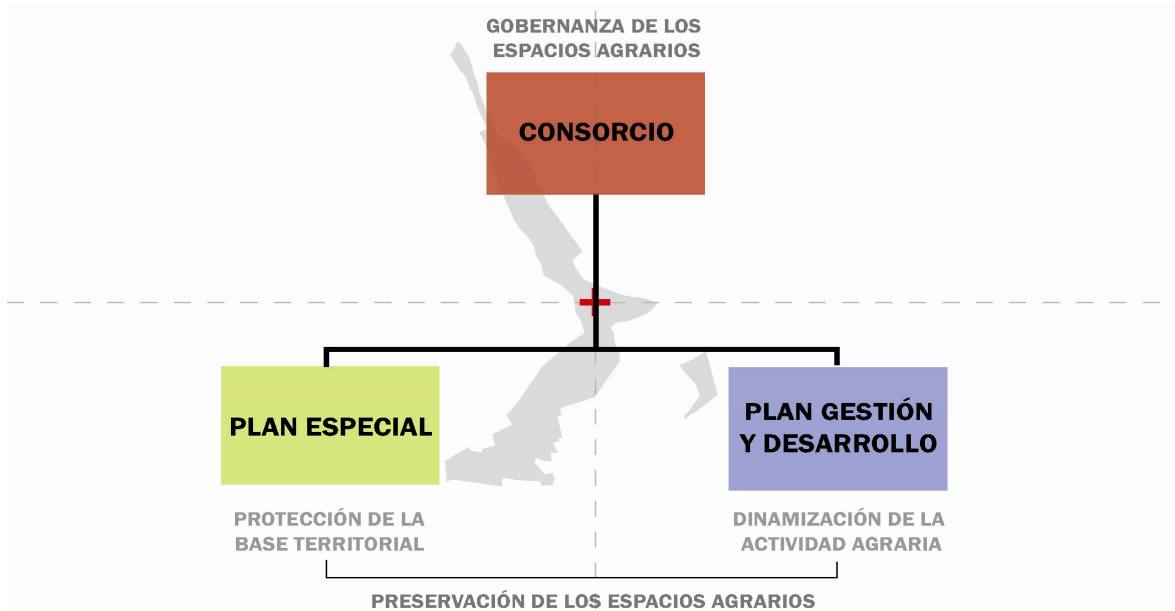 GOBERNANZA DE LOS
ESPACIOS AGRARIOS
CONSORCIO
PLAN ESPECIAL
PLAN GESTIÓN
Y DESARROLLO
PROTECCIÓN DE LA
BASE TERRITORIAL
DINAMIZACIÓN DE LA
ACTIVIDAD AGRARIA
PRESERVACIÓN DE LOS ESPACIOS AGRARIOS